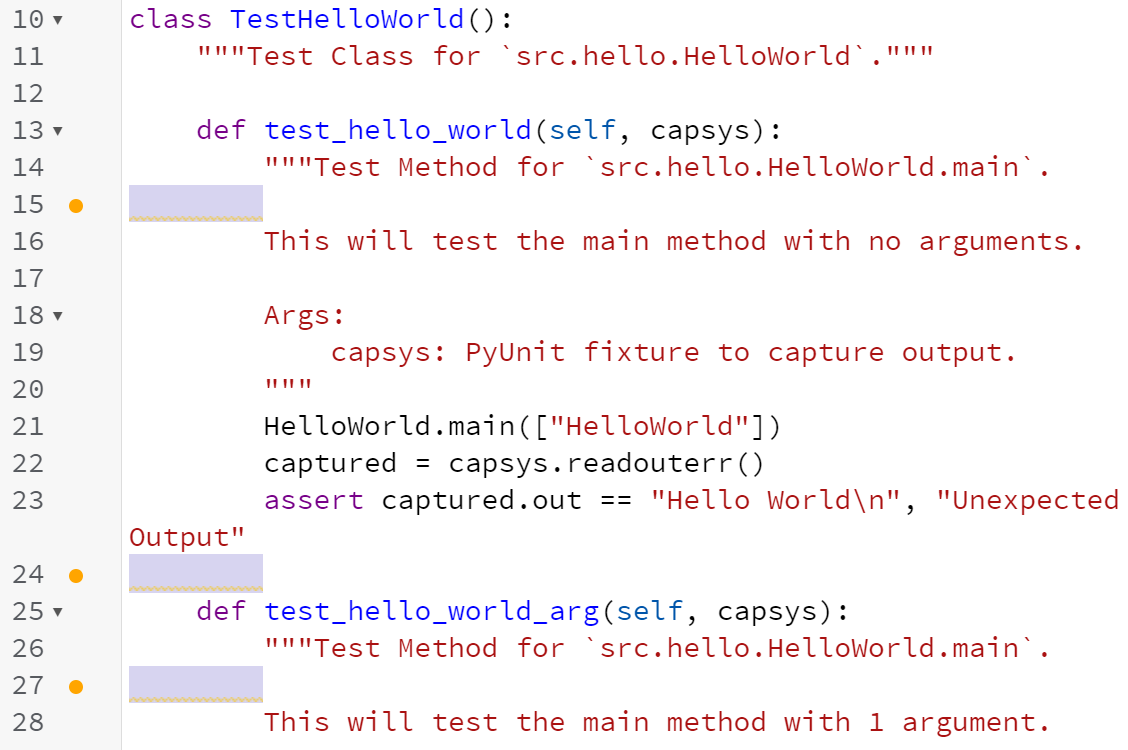 10 class TestHelloWorld():
11     """Test Class for `src.hello.HelloWorld`."""
12
13     def test_hello_world(self, capsys):
14         """Test Method for `src.hello.HelloWorld.main`.
15
16         This will test the main method with no arguments.
17
18         Args:
19             capsys: PyUnit fixture to capture output.
20         """
21         HelloWorld.main(["HelloWorld"])
22         captured = capsys.readouterr()
23         assert captured.out == "Hello World\n", "Unexpected
Output"
24
25     def test_hello_world_arg(self, capsys):
26         """Test Method for `src.hello.HelloWorld.main`.
27
28         This will test the main method with 1 argument.